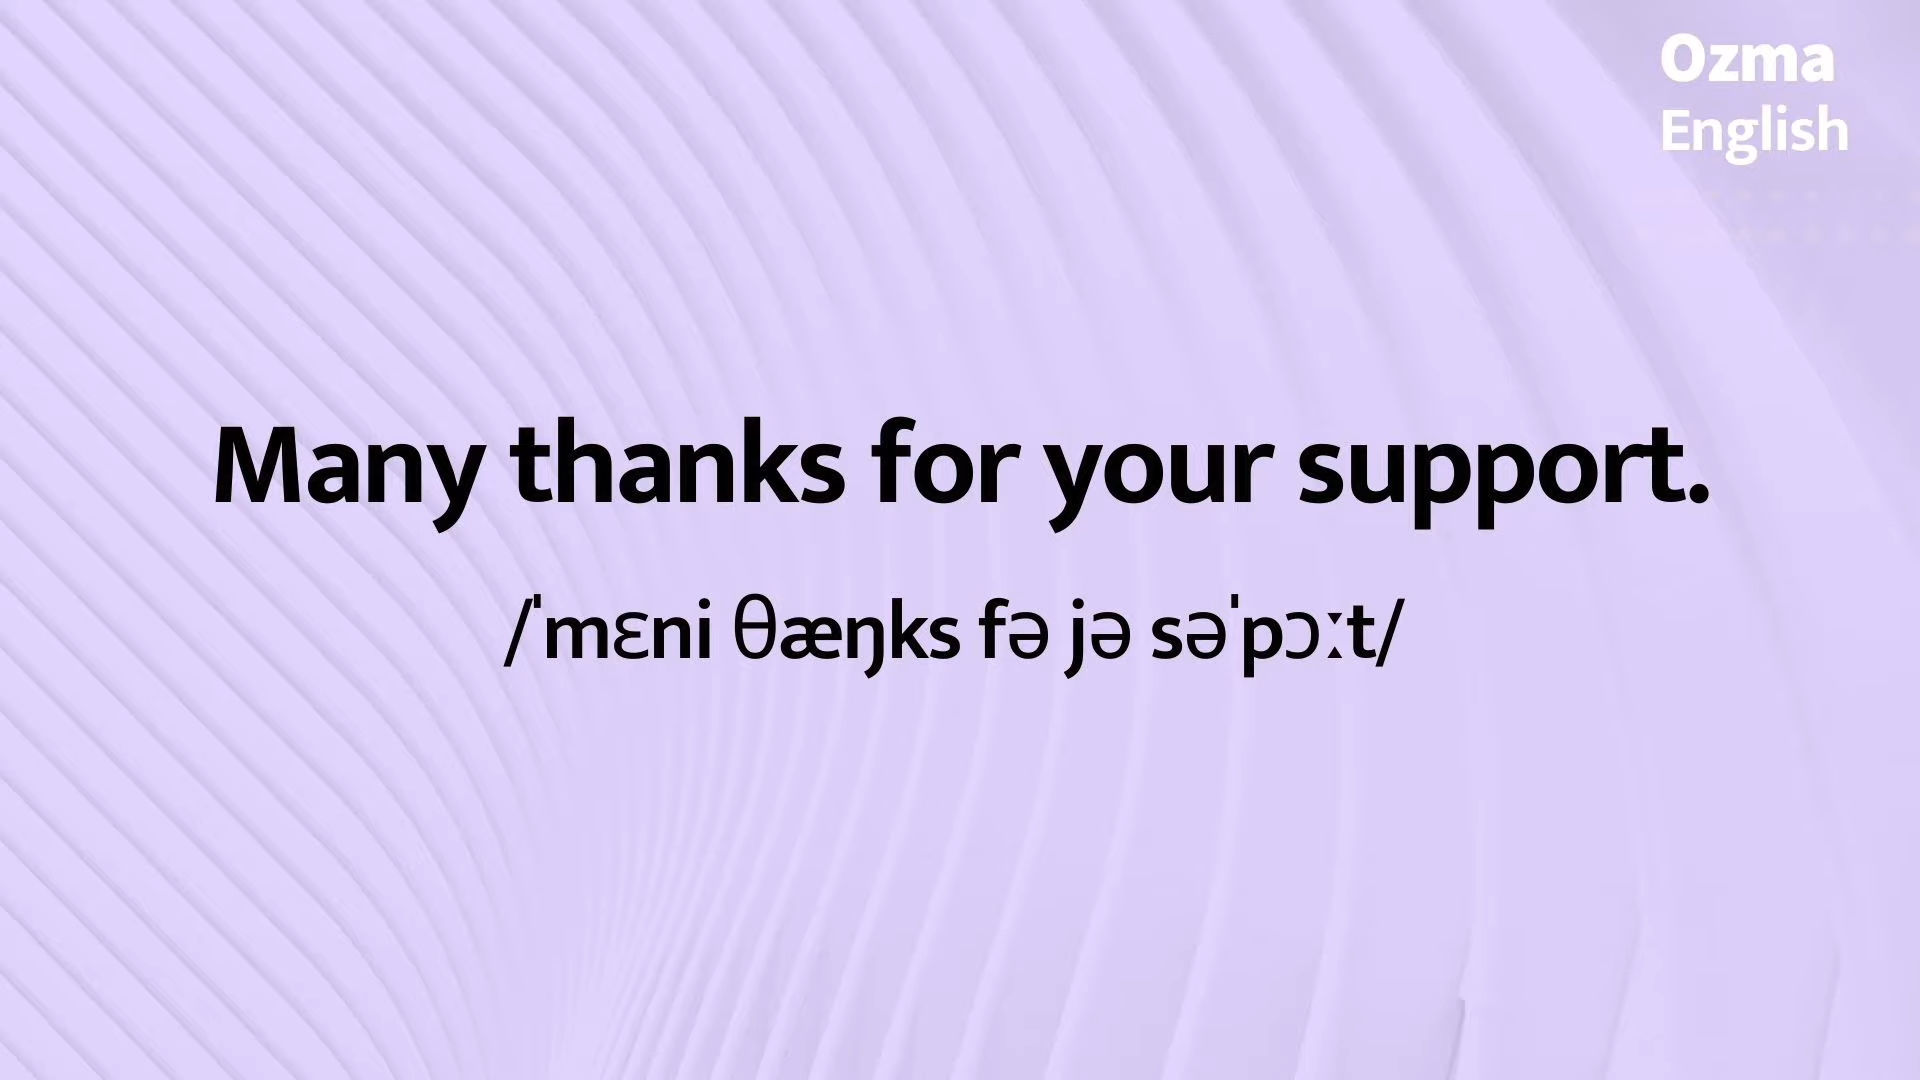 Ozma
English
Many thanks for your support.
/ˈmɛni θæŋks fə jə səˈpɔːt/